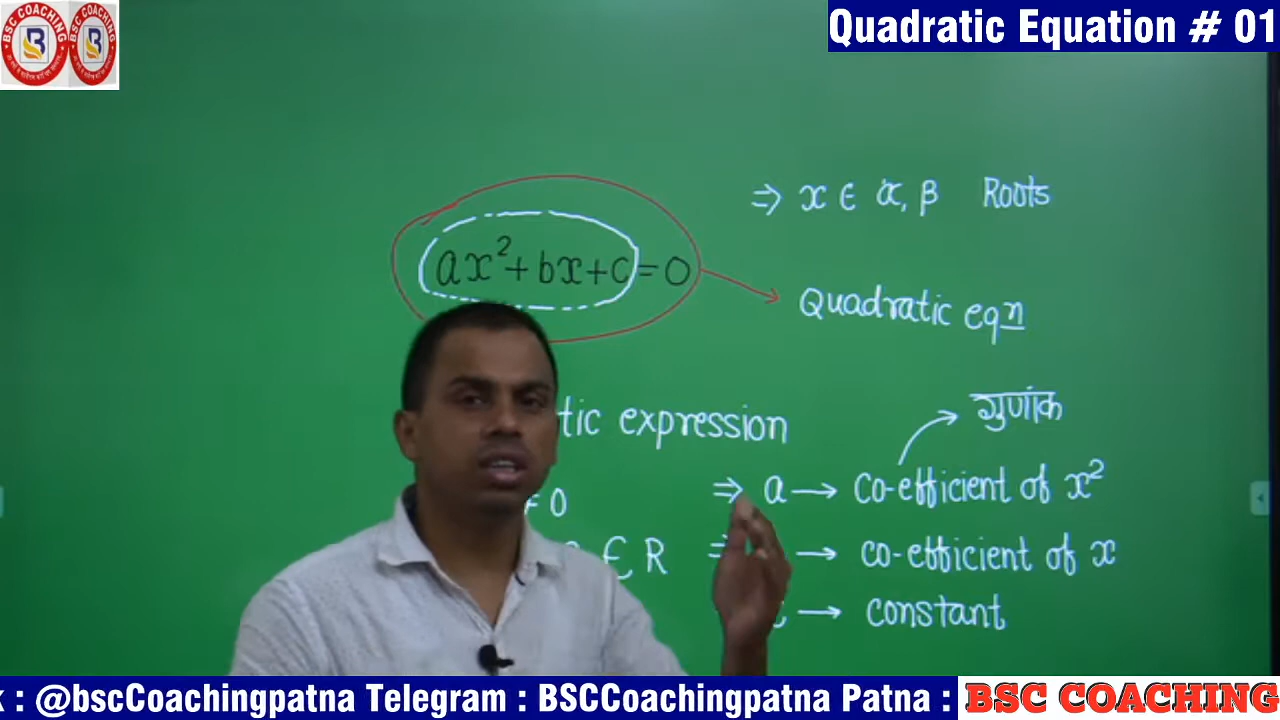 Quadratic Equation # 01
BSC COACHING
⇒ x ∈ α, β Roots
ax²+bx+c=0
Quadratic eqn
गुणांक
tic expression
⇒ a → Co-efficient of x²
≠ 0
→ co-efficient of x
∈ R
c → constant
: @bscCoachingpatna Telegram : BSCCoachingpatna Patna : BSC COACHING